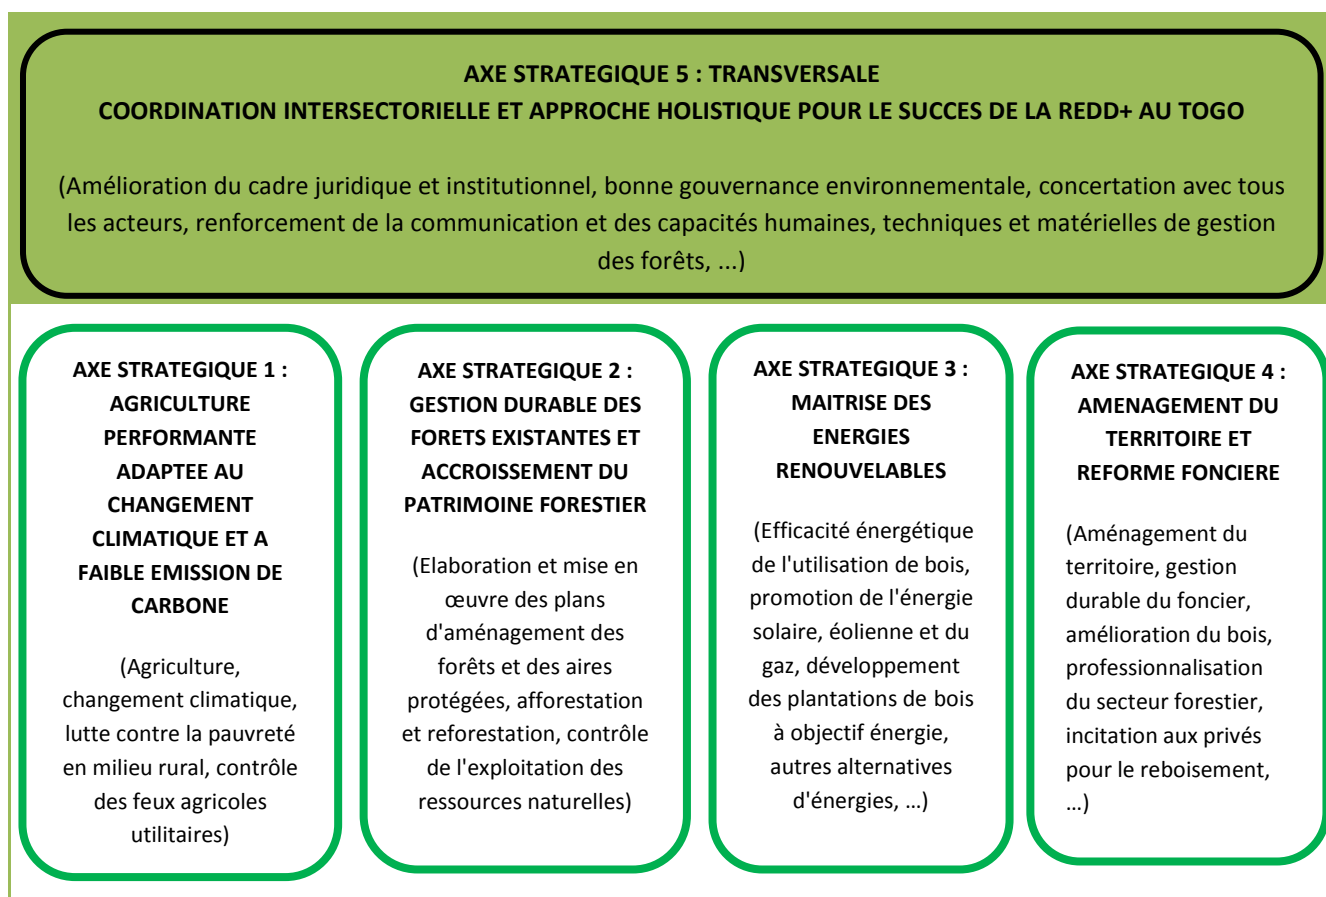 AXE STRATEGIQUE 5 : TRANSVERSALE
COORDINATION INTERSECTORIELLE ET APPROCHE HOLISTIQUE POUR LE SUCCES DE LA REDD+ AU TOGO
(Amélioration du cadre juridique et institutionnel, bonne gouvernance environnementale, concertation avec tous
les acteurs, renforcement de la communication et des capacités humaines, techniques et matérielles de gestion
des forêts, ...)
AXE STRATEGIQUE 1 :
AGRICULTURE
PERFORMANTE
ADAPTEE AU
CHANGEMENT
CLIMATIQUE ET A
FAIBLE EMISSION DE
CARBONE
(Agriculture,
changement climatique,
lutte contre la pauvreté
en milieu rural, contrôle
des feux agricoles
utilitaires)
AXE STRATEGIQUE 2 :
GESTION DURABLE DES
FORETS EXISTANTES ET
ACCROISSEMENT DU
PATRIMOINE FORESTIER
(Elaboration et mise en
œuvre des plans
d'aménagement des
forêts et des aires
protégées, afforestation
et reforestation, contrôle
de l'exploitation des
ressources naturelles)
AXE STRATEGIQUE 3 :
MAITRISE DES
ENERGIES
RENOUVELABLES
(Efficacité énergétique
de l'utilisation de bois,
promotion de l'énergie
solaire, éolienne et du
gaz, développement
des plantations de bois
à objectif énergie,
autres alternatives
d'énergies, ...)
AXE STRATEGIQUE 4 :
AMENAGEMENT DU
TERRITOIRE ET
REFORME FONCIERE
(Aménagement du
territoire, gestion
durable du foncier,
amélioration du bois,
professionnalisation
du secteur forestier,
incitation aux privés
pour le reboisement,
...)